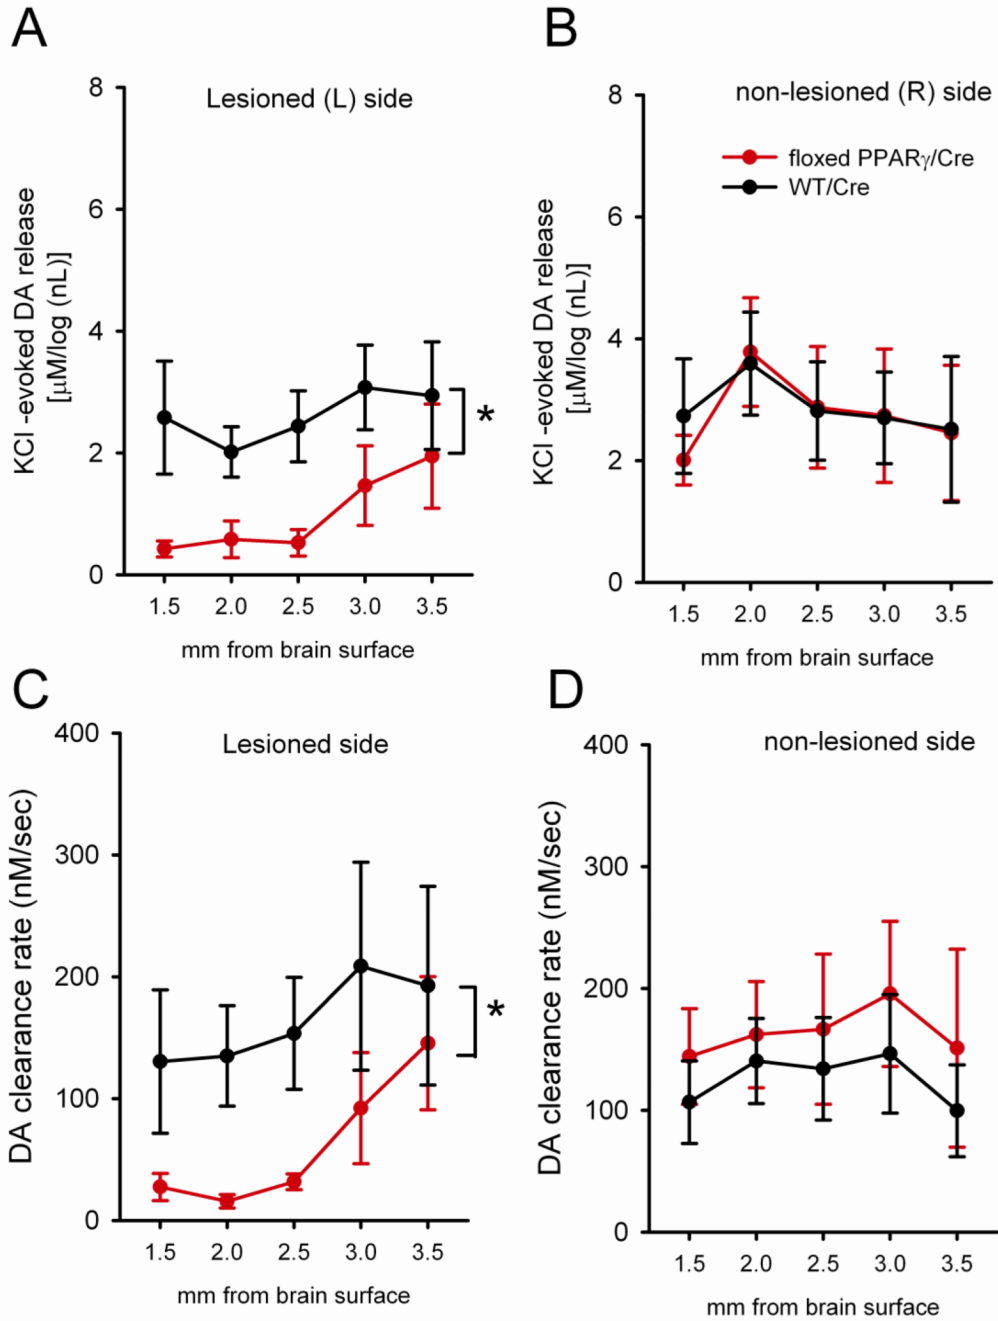 A
Lesioned (L) side
KCl -evoked DA release
[μM/log (nL)]
8
6
4
2
0
*
1.5 2.0 2.5 3.0 3.5
mm from brain surface
B
non-lesioned (R) side
floxed PPARγ/Cre
WT/Cre
KCl -evoked DA release
[μM/log (nL)]
8
6
4
2
0
1.5 2.0 2.5 3.0 3.5
mm from brain surface
C
Lesioned side
DA clearance rate (nM/sec)
400
300
200
100
0
*
1.5 2.0 2.5 3.0 3.5
mm from brain surface
D
non-lesioned side
DA clearance rate (nM/sec)
400
300
200
100
0
1.5 2.0 2.5 3.0 3.5
mm from brain surface